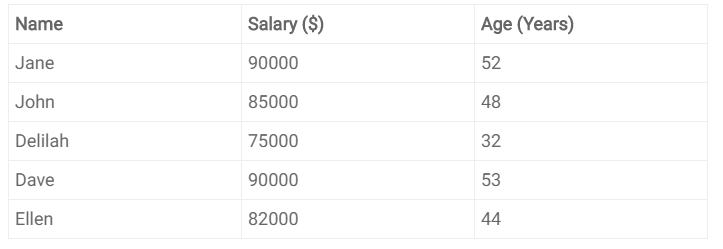 Name Salary ($) Age (Years)
Jane 90000 52
John 85000 48
Delilah 75000 32
Dave 90000 53
Ellen 82000 44